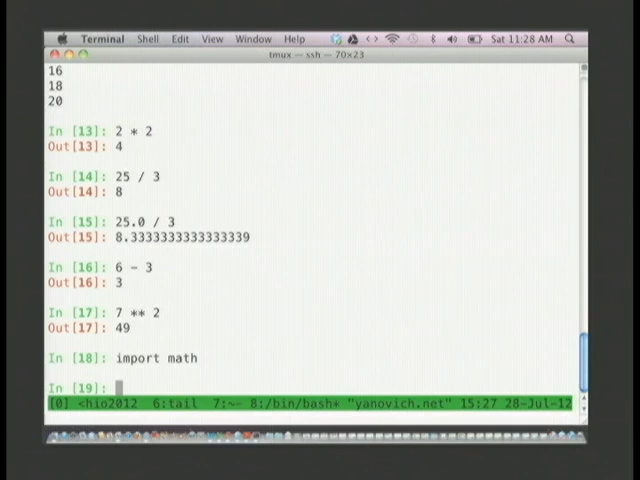 Terminal Shell Edit View Window Help Sat 11:28 AM
tmux — ssh — 70×23
16
18
20
In [13]: 2 * 2
Out[13]: 4
In [14]: 25 / 3
Out[14]: 8
In [15]: 25.0 / 3
Out[15]: 8.3333333333333339
In [16]: 6 - 3
Out[16]: 3
In [17]: 7 ** 2
Out[17]: 49
In [18]: import math
In [19]:
[0] <hio2012 6:tail 7:~- 8:/bin/bash* "yanovich.net" 15:27 28-Jul-12